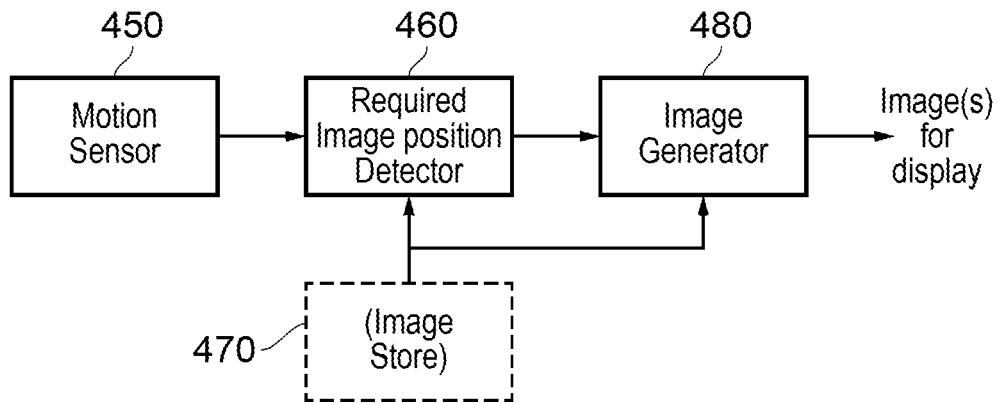 450
460
480
Motion
Sensor
Required
Image position
Detector
Image
Generator
Image(s)
for
display
470
(Image
Store)